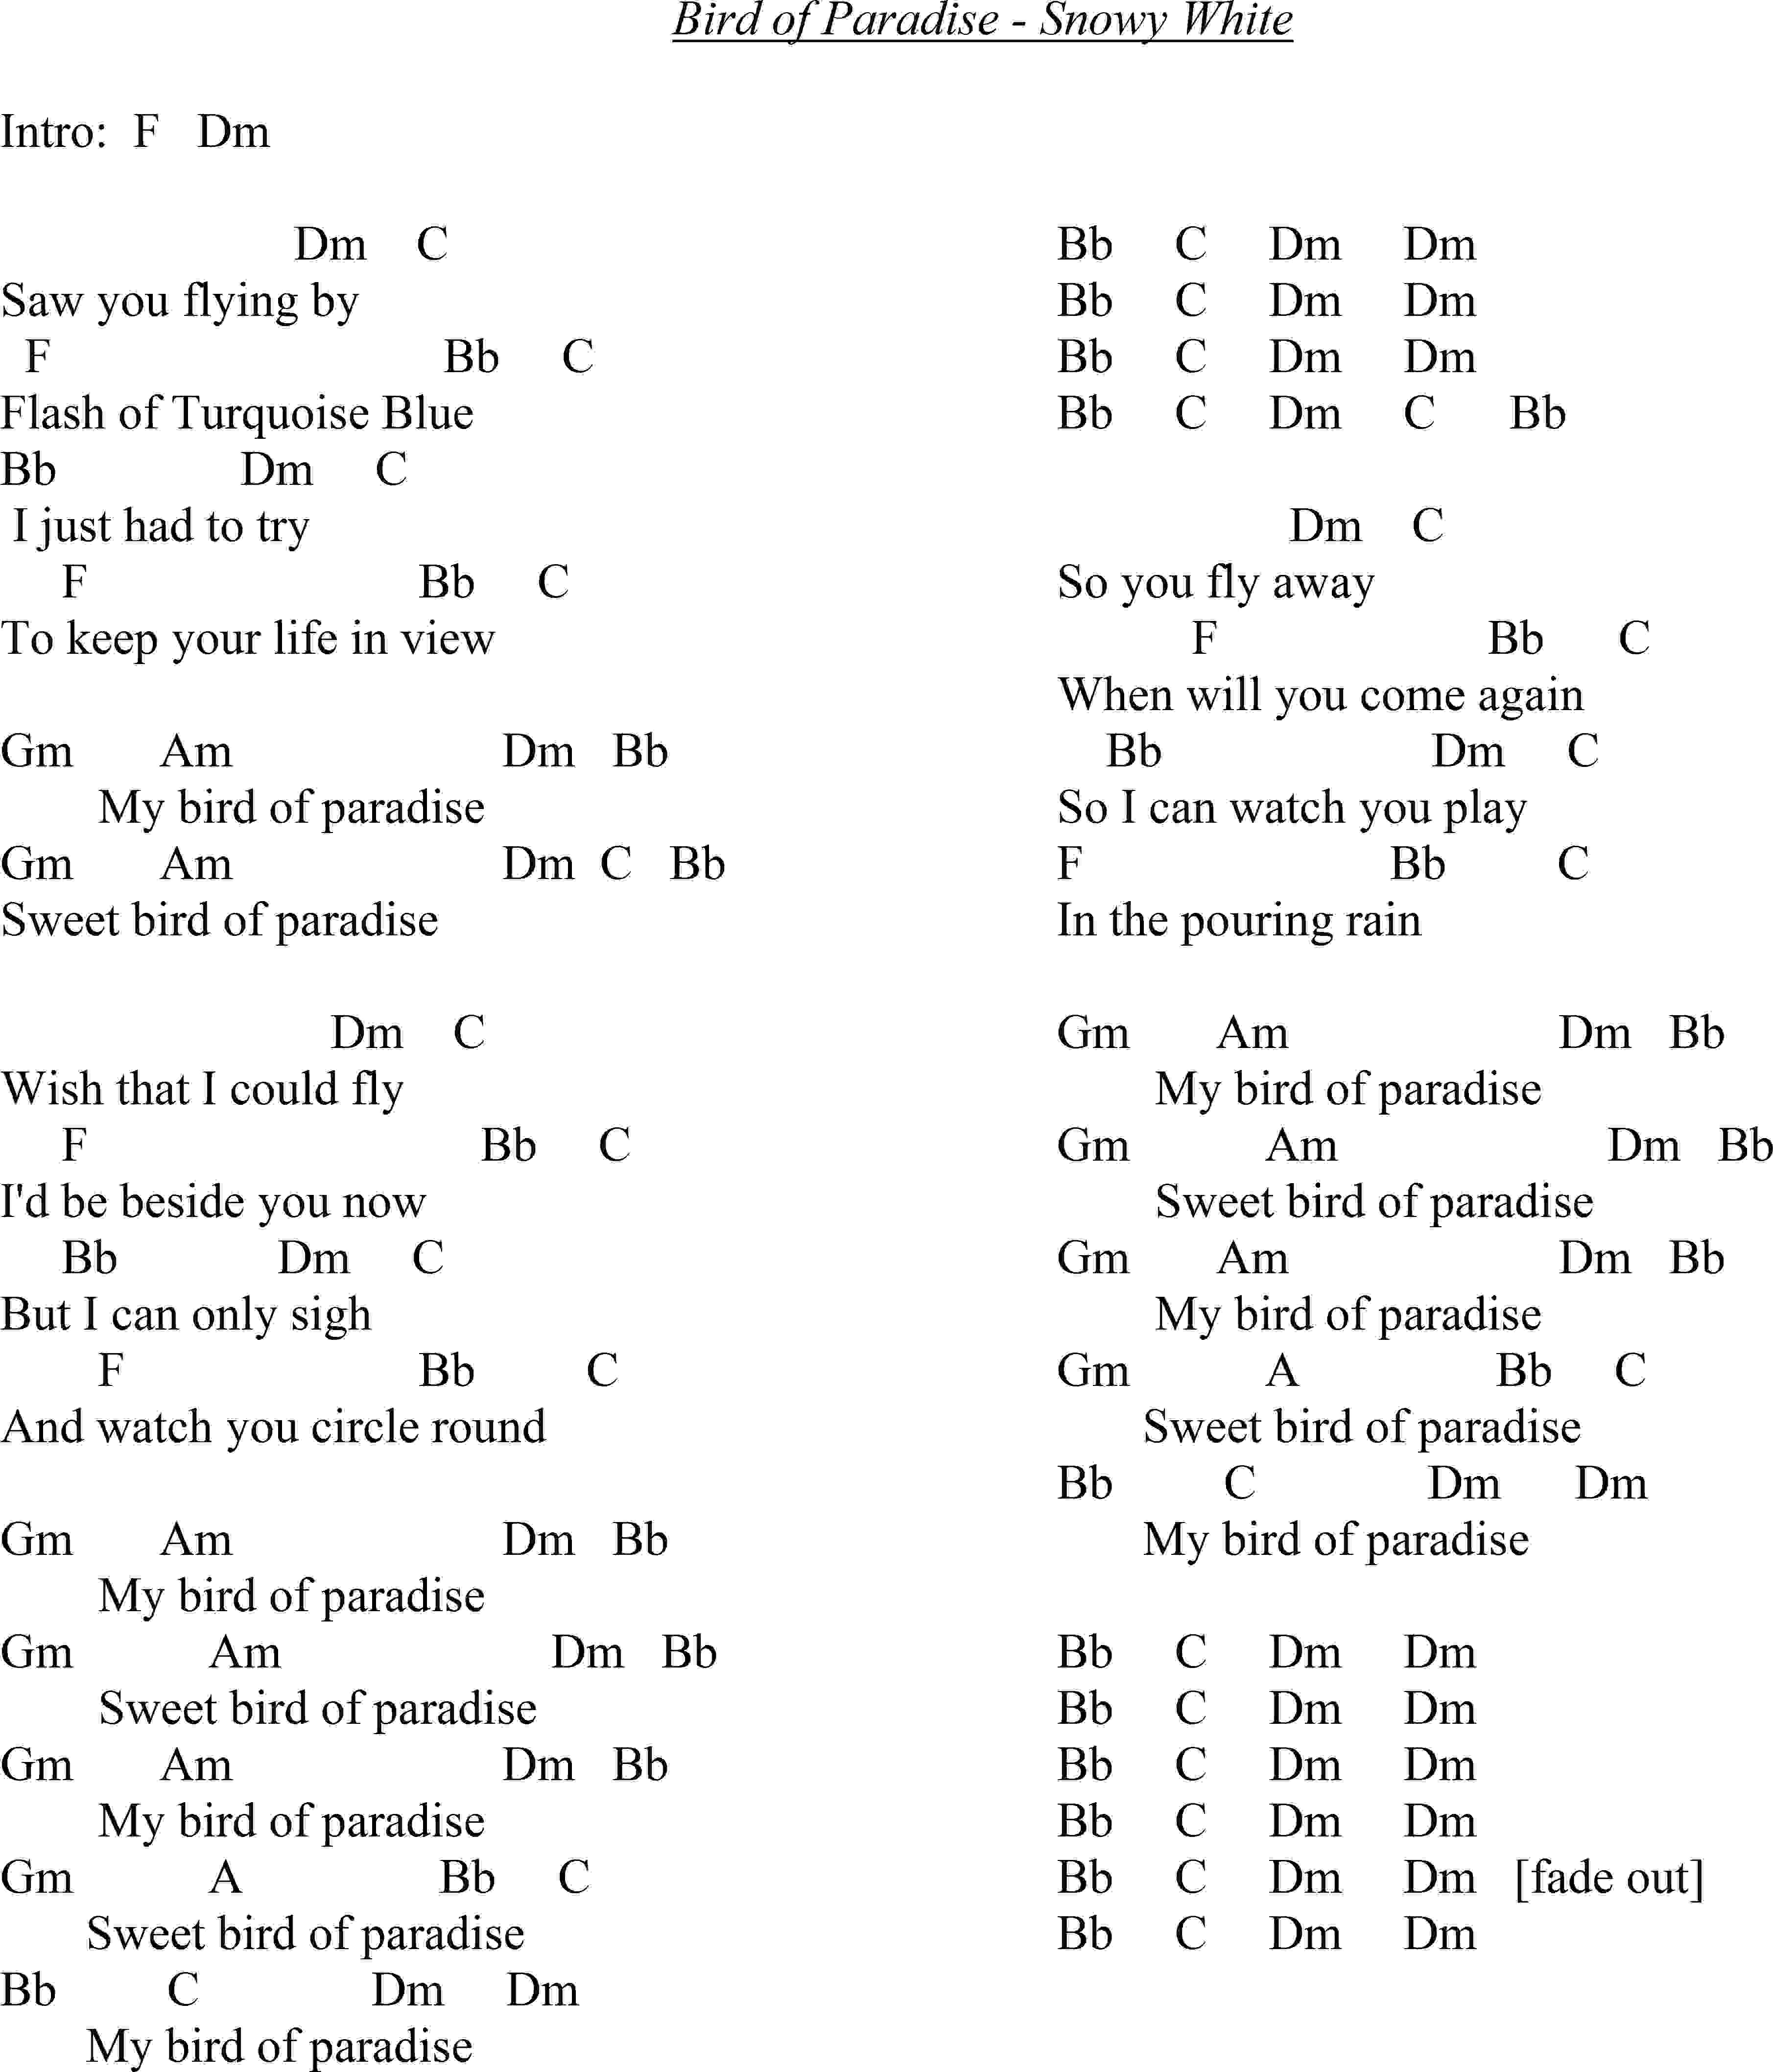 Bird of Paradise - Snowy White
Intro: F Dm
Dm C
Saw you flying by
F Bb C
Flash of Turquoise Blue
Bb Dm C
I just had to try
F Bb C
To keep your life in view
Gm Am Dm Bb
My bird of paradise
Gm Am Dm C Bb
Sweet bird of paradise
Dm C
Wish that I could fly
F Bb C
I'd be beside you now
Bb Dm C
But I can only sigh
F Bb C
And watch you circle round
Gm Am Dm Bb
My bird of paradise
Gm Am Dm Bb
Sweet bird of paradise
Gm Am Dm Bb
My bird of paradise
Gm A Bb C
Sweet bird of paradise
Bb C Dm Dm
My bird of paradise
Bb C Dm Dm
Bb C Dm Dm
Bb C Dm Dm
Bb C Dm C Bb
Dm C
So you fly away
F Bb C
When will you come again
Bb Dm C
So I can watch you play
F Bb C
In the pouring rain
Gm Am Dm Bb
My bird of paradise
Gm Am Dm Bb
Sweet bird of paradise
Gm Am Dm Bb
My bird of paradise
Gm A Bb C
Sweet bird of paradise
Bb C Dm Dm
My bird of paradise
Bb C Dm Dm
Bb C Dm Dm
Bb C Dm Dm
Bb C Dm Dm
Bb C Dm Dm [fade out]
Bb C Dm Dm